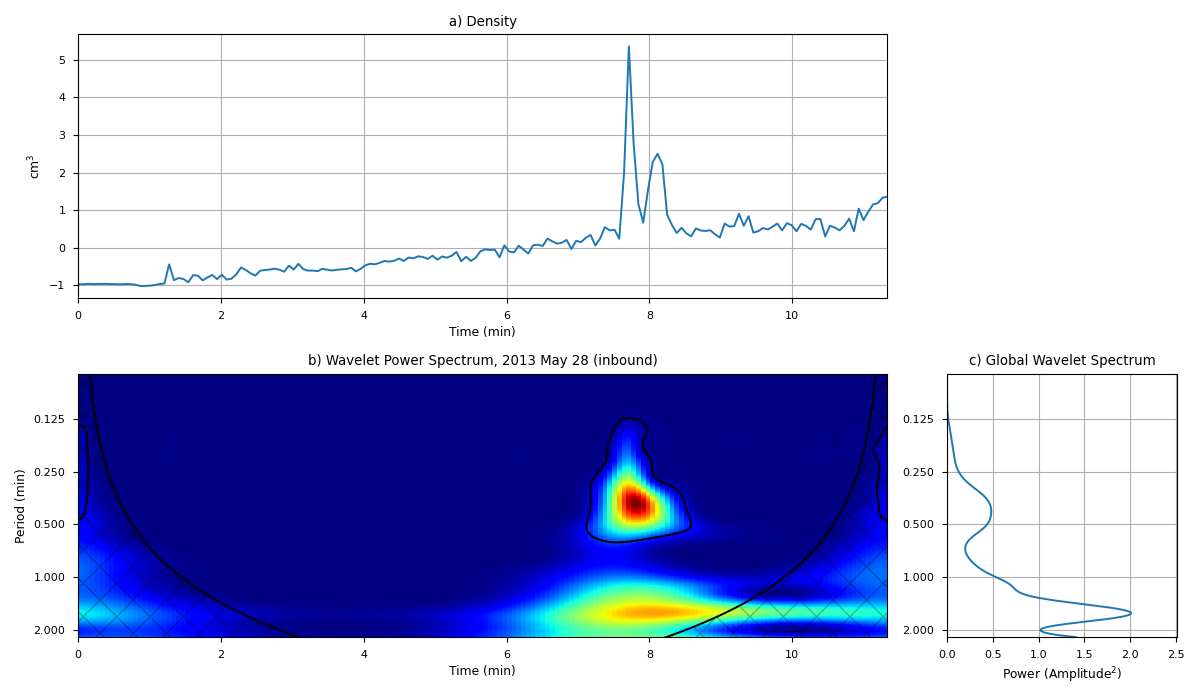 a) Density
5
4
3
2
1
0
−1
cm³
0 2 4 6 8 10
Time (min)
b) Wavelet Power Spectrum, 2013 May 28 (inbound)
0.125
0.250
0.500
1.000
2.000
Period (min)
0 2 4 6 8 10
Time (min)
c) Global Wavelet Spectrum
0.125
0.250
0.500
1.000
2.000
0.0 0.5 1.0 1.5 2.0 2.5
Power (Amplitude²)